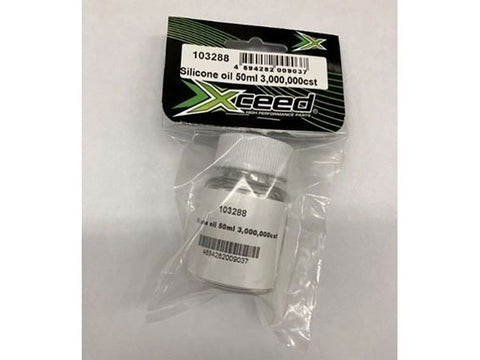 103288
4 894282 009037
Silicone oil 50ml 3,000,000cst
Xceed®
HIGH PERFORMANCE PARTS
103288
licone oil 50ml 3,000,000cst
4894282009037